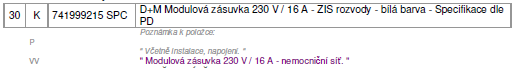 30 K 741999215 SPC D+M Modulová zásuvka 230 V / 16 A - ZIS rozvody - bílá barva - Specifikace dle
PD
Poznámka k položce:
P
" Včetně instalace, napojení. "
VV " Modulová zásuvka 230 V / 16 A - nemocniční síť. "